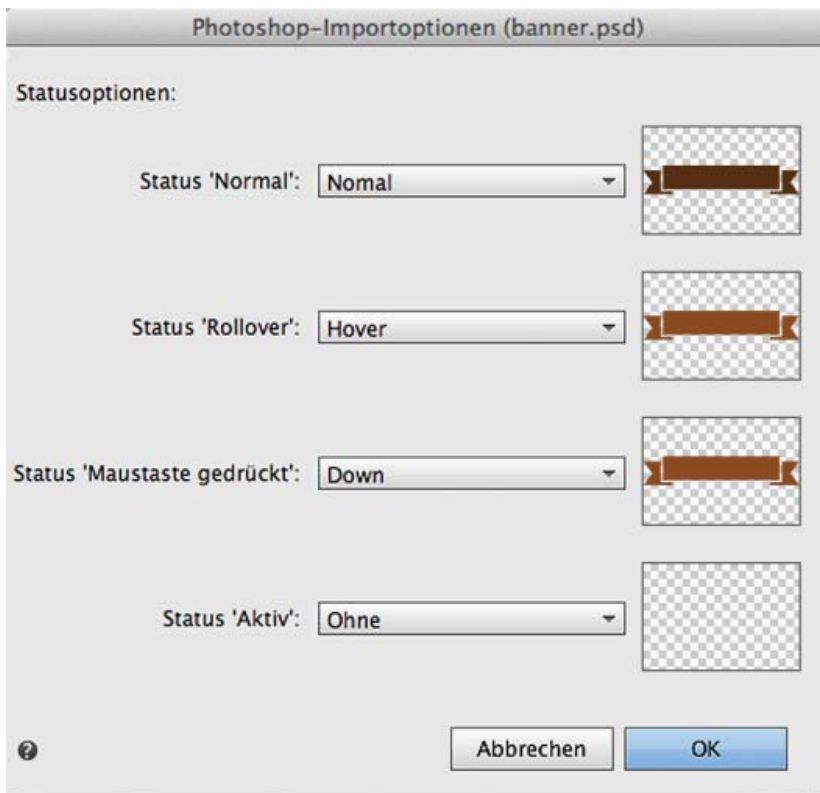 Photoshop-Importoptionen (banner.psd)
Statusoptionen:
Status 'Normal': Nomal
Status 'Rollover': Hover
Status 'Maustaste gedrückt': Down
Status 'Aktiv': Ohne
? Abbrechen OK